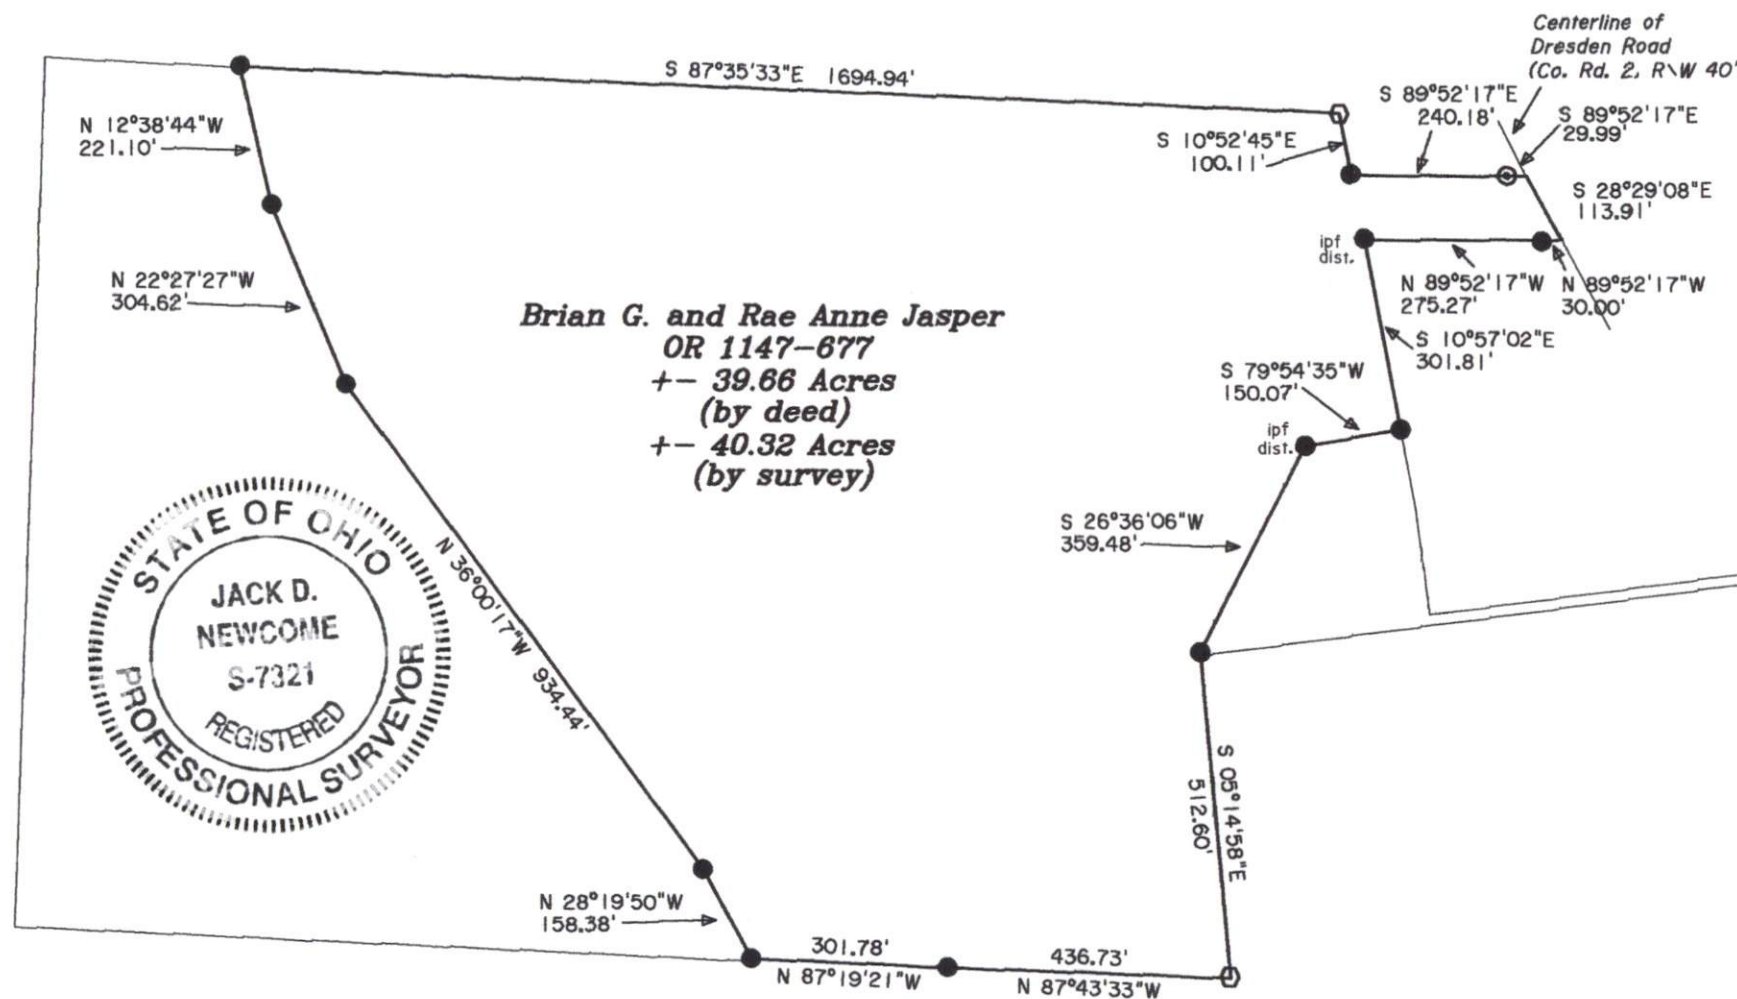 Centerline of
Dresden Road
(Co. Rd. 2, R\W 40'
S 87°35'33"E 1694.94'
S 89°52'17"E
240.18'
S 89°52'17"E
29.99'
N 12°38'44"W
221.10'
S 10°52'45"E
100.11'
S 28°29'08"E
113.91'
ipf
dist.
N 89°52'17"W
275.27'
N 89°52'17"W
30.00'
N 22°27'27"W
304.62'
Brian G. and Rae Anne Jasper
OR 1147-677
+- 39.66 Acres
(by deed)
+- 40.32 Acres
(by survey)
S 10°57'02"E
301.81'
S 79°54'35"W
150.07'
ipf
dist.
S 26°36'06"W
359.48'
STATE OF OHIO
JACK D.
NEWCOME
S-7321
REGISTERED
PROFESSIONAL SURVEYOR
N 36°00'17"W 934.44'
S 05°14'58"E
512.60'
N 28°19'50"W
158.38'
301.78'
N 87°19'21"W
436.73'
N 87°43'33"W